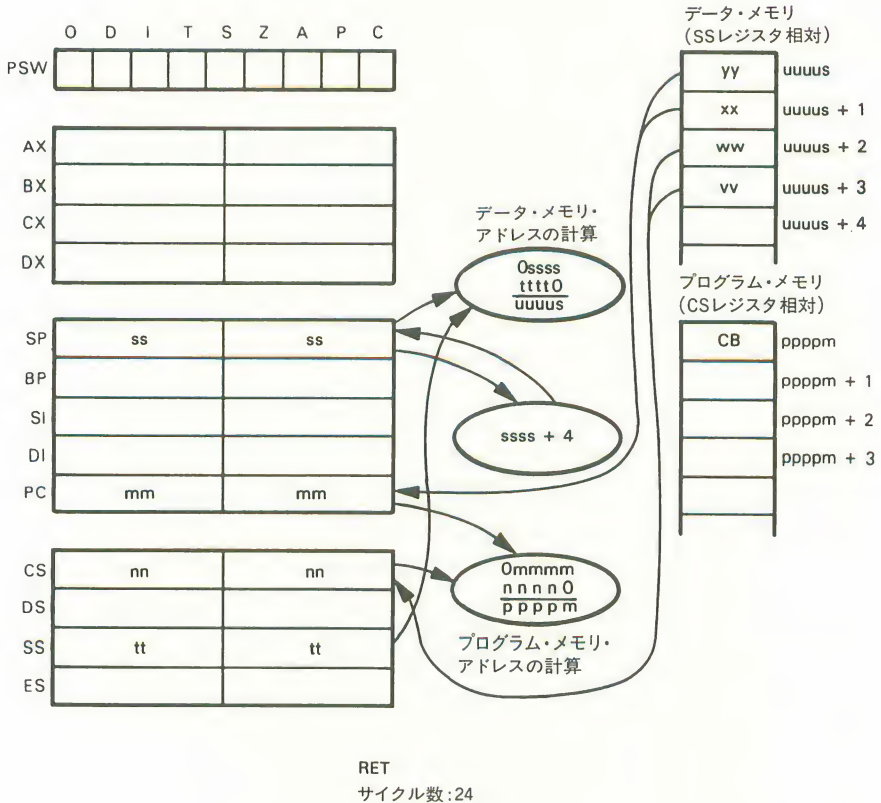 O D I T S Z A P C
PSW
AX
BX
CX
DX
SP ss ss
BP
SI
DI
PC mm mm
CS nn nn
DS
SS tt tt
ES
データ・メモリ・
アドレスの計算
0ssss
tttt0
uuuus
ssss + 4
0mmmm
nnnn0
ppppm
プログラム・メモリ・
アドレスの計算
データ・メモリ
(SSレジスタ相対)
yy uuuus
xx uuuus + 1
ww uuuus + 2
vv uuuus + 3
uuuus + 4
プログラム・メモリ
(CSレジスタ相対)
CB ppppm
ppppm + 1
ppppm + 2
ppppm + 3
RET
サイクル数:24